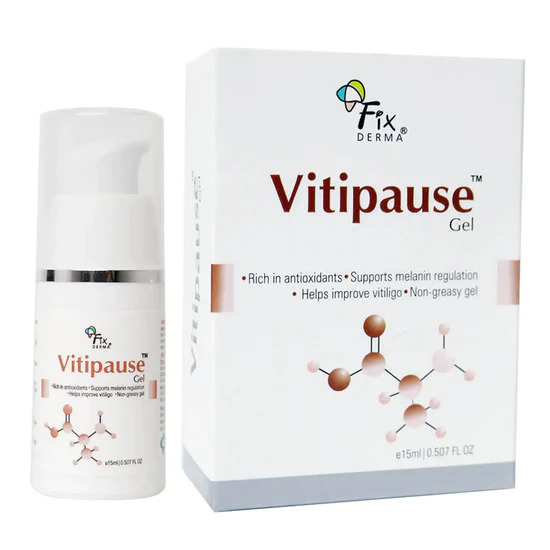 Fix
DERMA®
Vitipause™
Gel
•Rich in antioxidants •Supports melanin regulation
•Helps improve vitiligo •Non-greasy gel
e15ml | 0.507 FL OZ
Fix
DERMA®
Vitipause™
Gel
•Rich in antioxidants •Supports melanin regulation
•Helps improve vitiligo •Non-greasy gel
e15ml | 0.507 FL OZ
Vitipause